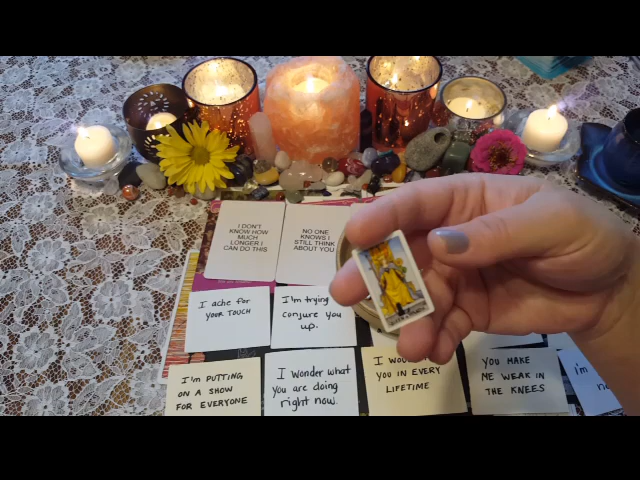 I DON'T
KNOW HOW
MUCH
LONGER I
CAN DO THIS
NO ONE
KNOWS I
STILL THINK
ABOUT YOU
I ache for
YOUR TOUCH
I'm trying
conjure you
up.
I'M PUTTING
ON A SHOW
FOR EVERYONE
I wonder what
you are doing
right now.
I
YOU IN EVERY
LIFETIME
YOU MAKE
ME WEAK IN
THE KNEES